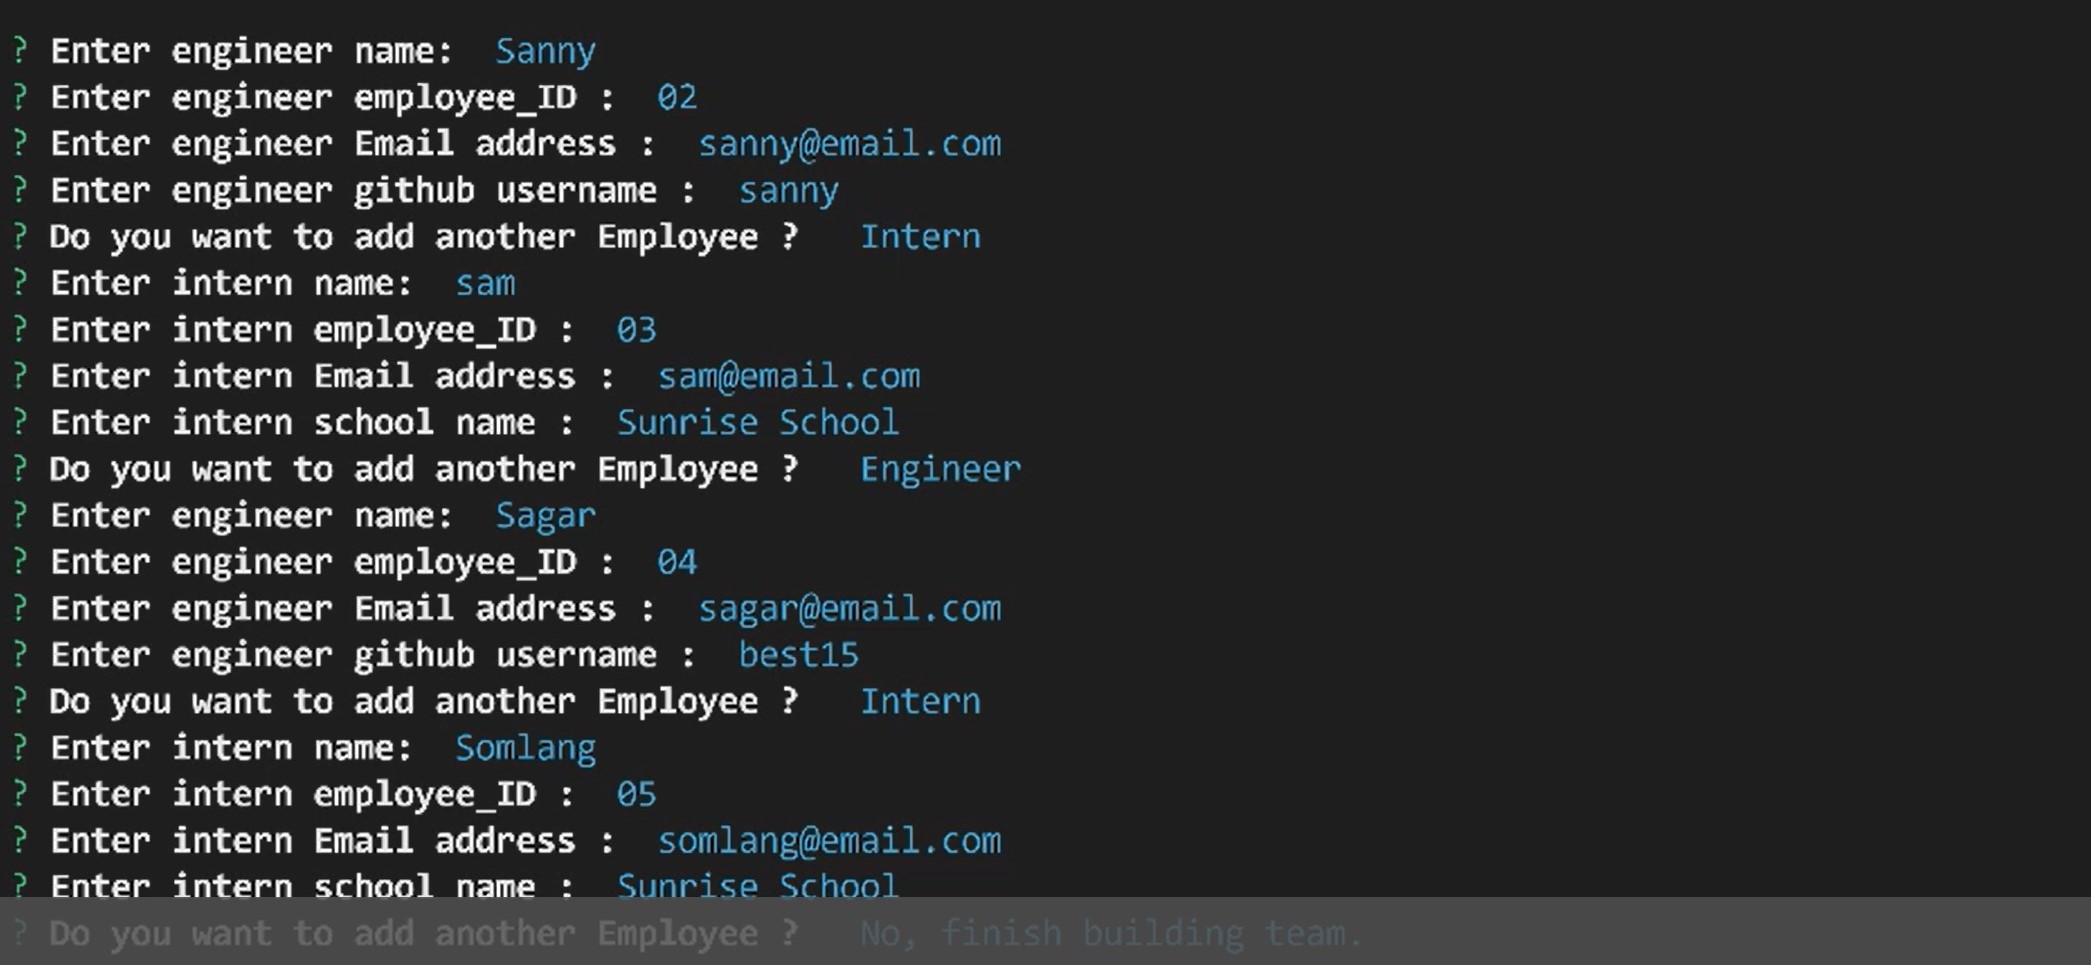 ? Enter engineer name:  Sanny
? Enter engineer employee_ID :  02
? Enter engineer Email address :  sanny@email.com
? Enter engineer github username :  sanny
? Do you want to add another Employee ?   Intern
? Enter intern name:  sam
? Enter intern employee_ID :  03
? Enter intern Email address :  sam@email.com
? Enter intern school name :  Sunrise School
? Do you want to add another Employee ?   Engineer
? Enter engineer name:  Sagar
? Enter engineer employee_ID :  04
? Enter engineer Email address :  sagar@email.com
? Enter engineer github username :  best15
? Do you want to add another Employee ?   Intern
? Enter intern name:  Somlang
? Enter intern employee_ID :  05
? Enter intern Email address :  somlang@email.com
? Enter intern school name :  Sunrise School
? Do you want to add another Employee ?   No, finish building team.